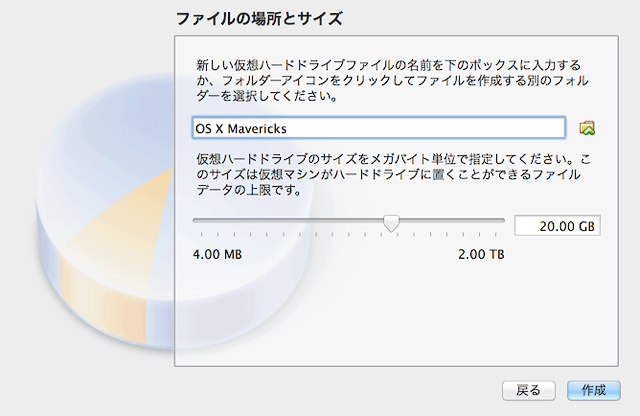 ファイルの場所とサイズ
新しい仮想ハードドライブファイルの名前を下のボックスに入力する
か、フォルダーアイコンをクリックしてファイルを作成する別のフォル
ダーを選択してください。
OS X Mavericks
仮想ハードドライブのサイズをメガバイト単位で指定してください。こ
のサイズは仮想マシンがハードドライブに置くことができるファイル
データの上限です。
20.00 GB
4.00 MB 2.00 TB
戻る 作成